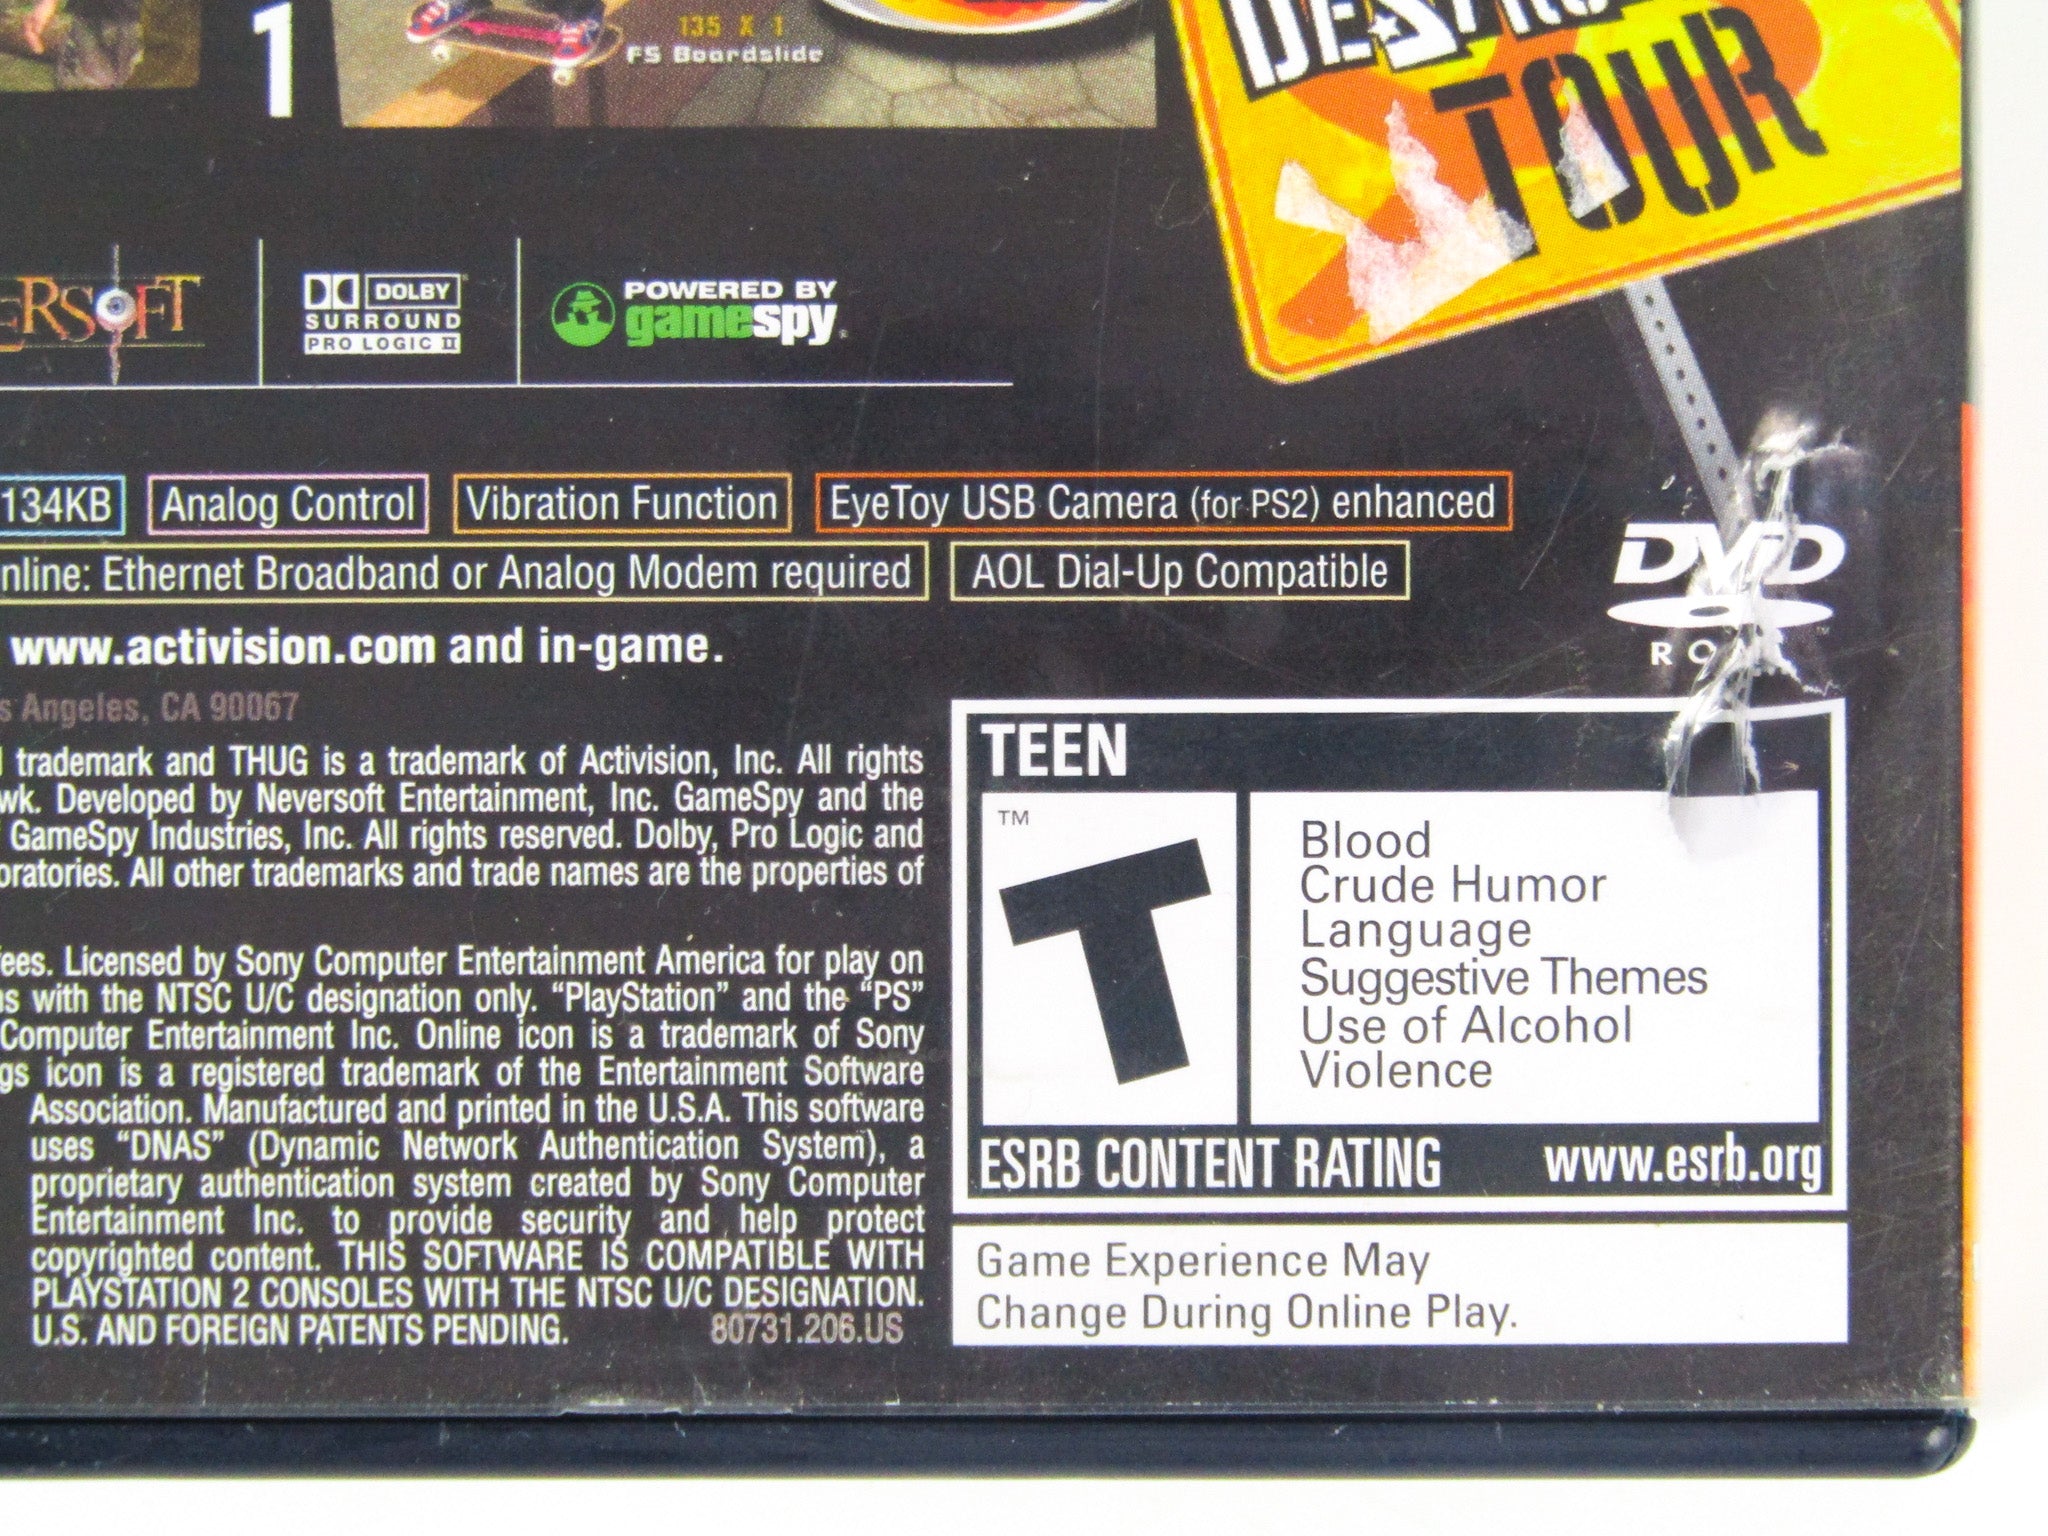 1
135 X 1
FS Boardslide
TOUR
ERSOFT
DOLBY
SURROUND
PRO LOGIC II
POWERED BY
gamespy
134KB
Analog Control
Vibration Function
EyeToy USB Camera (for PS2) enhanced
nline: Ethernet Broadband or Analog Modem required
AOL Dial-Up Compatible
DVD
ROM
www.activision.com and in-game.
s Angeles, CA 90067
l trademark and THUG is a trademark of Activision, Inc. All rights
wk. Developed by Neversoft Entertainment, Inc. GameSpy and the
GameSpy Industries, Inc. All rights reserved. Dolby, Pro Logic and
oratories. All other trademarks and trade names are the properties of
ees. Licensed by Sony Computer Entertainment America for play on
ns with the NTSC U/C designation only. “PlayStation” and the “PS”
Computer Entertainment Inc. Online icon is a trademark of Sony
gs icon is a registered trademark of the Entertainment Software
Association. Manufactured and printed in the U.S.A. This software
uses “DNAS” (Dynamic Network Authentication System), a
proprietary authentication system created by Sony Computer
Entertainment Inc. to provide security and help protect
copyrighted content. THIS SOFTWARE IS COMPATIBLE WITH
PLAYSTATION 2 CONSOLES WITH THE NTSC U/C DESIGNATION.
U.S. AND FOREIGN PATENTS PENDING.
80731.206.US
TEEN
TM
T
Blood
Crude Humor
Language
Suggestive Themes
Use of Alcohol
Violence
ESRB CONTENT RATING www.esrb.org
Game Experience May
Change During Online Play.